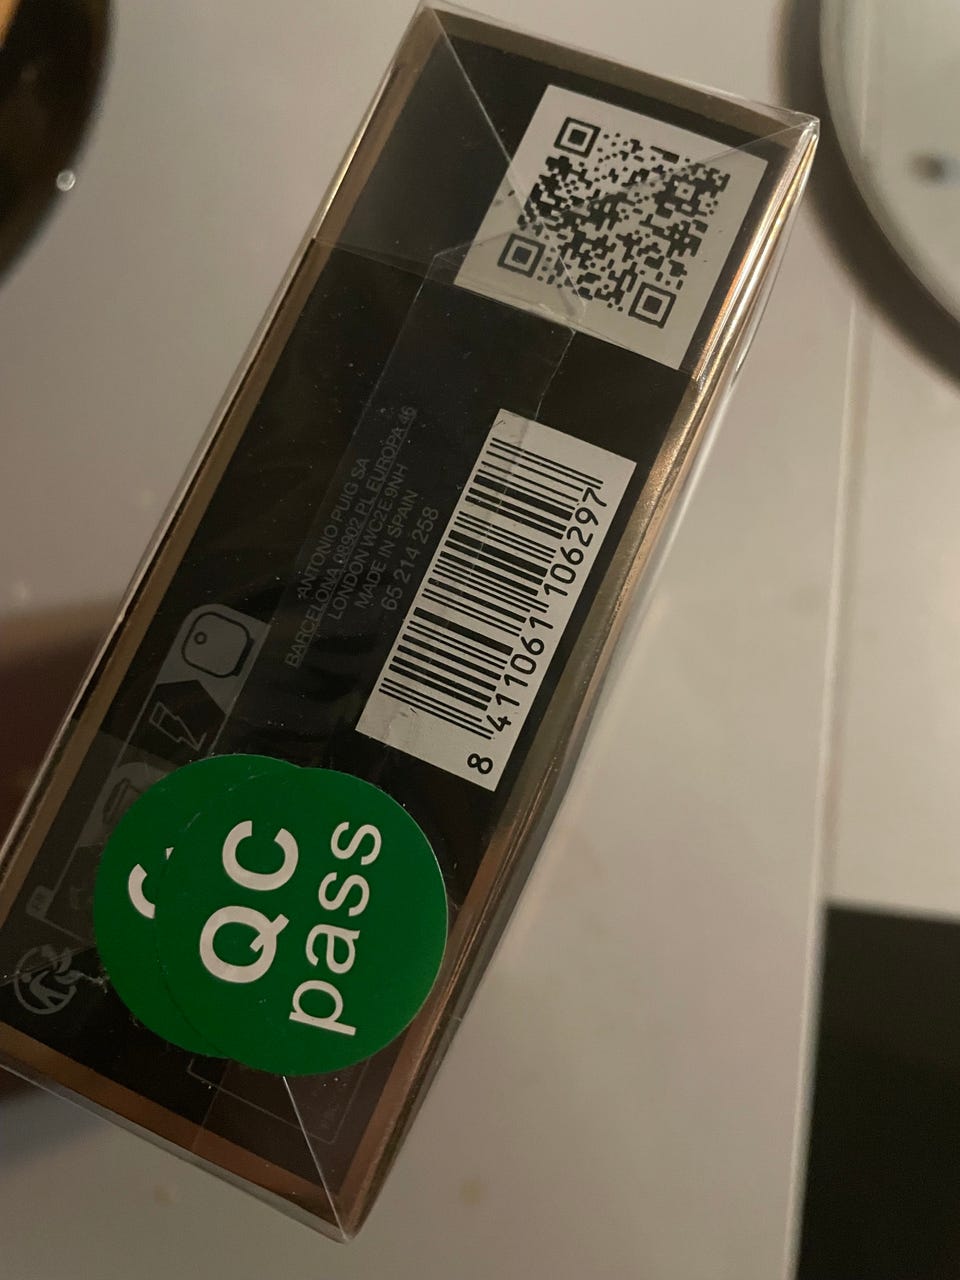 ANTONIO PUIG SA
BARCELONA 08902 PL EUROPA 46
LONDON WC2E 9NH
MADE IN SPAIN
65 214 258
8 411061 106297
QC
pass